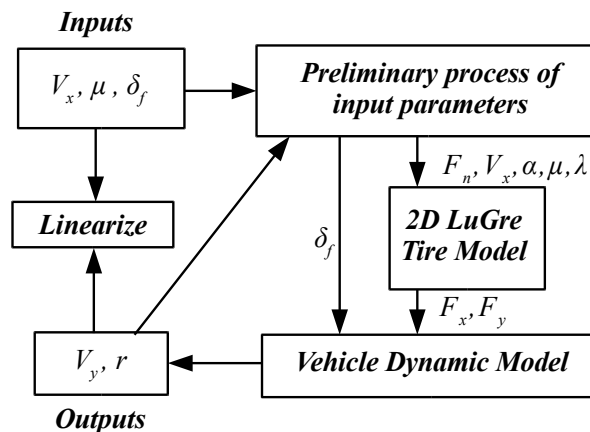 Inputs
V_x, μ, δ_f
Preliminary process of
input parameters
F_n, V_x, α, μ, λ
Linearize
2D LuGre
Tire Model
δ_f
F_x, F_y
V_y, r
Vehicle Dynamic Model
Outputs